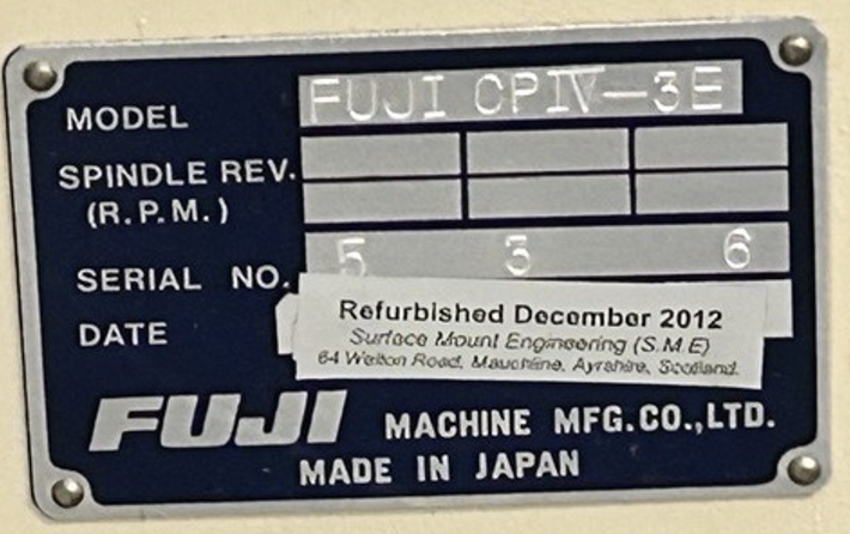 MODEL FUJI CPIV-3E
SPINDLE REV.
(R.P.M.)
SERIAL NO. 5 3 6
DATE
Refurbished December 2012
Surface Mount Engineering (S.M.E)
64 Welton Road, Mauchline, Ayrshire, Scotland.
FUJI MACHINE MFG.CO.,LTD.
MADE IN JAPAN